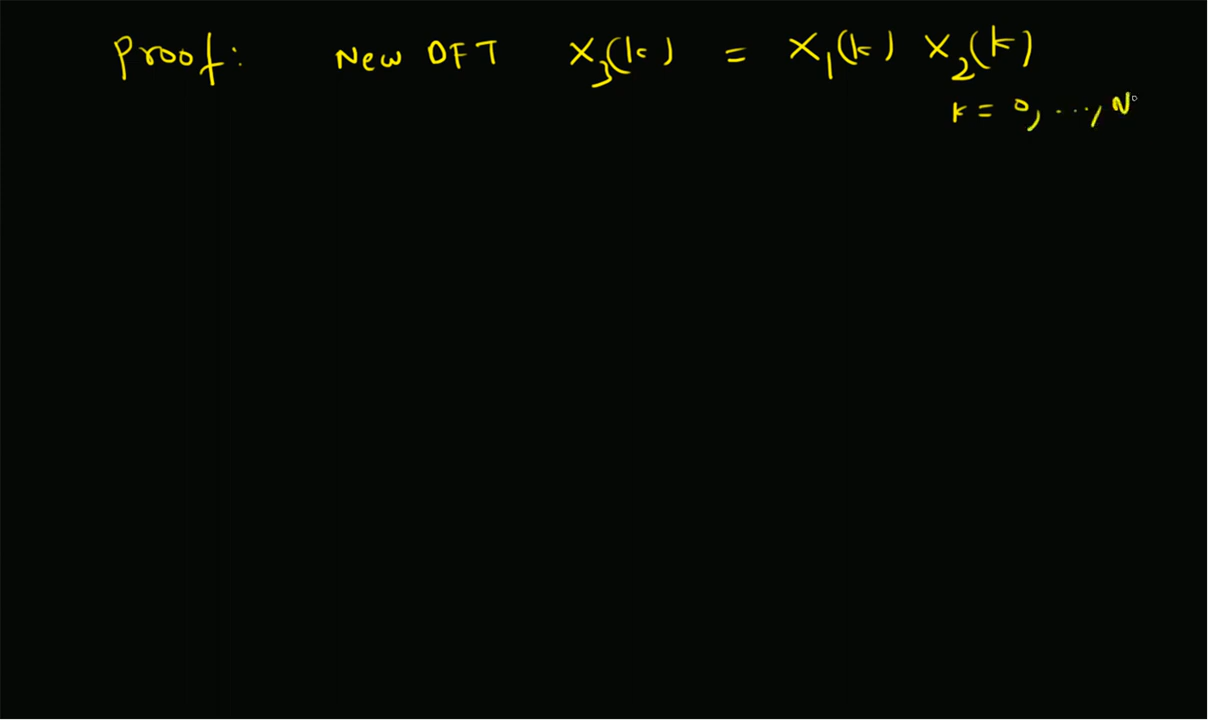 Proof: New DFT X₃(k) = X₁(k) X₂(k)
k = 0, ..., N